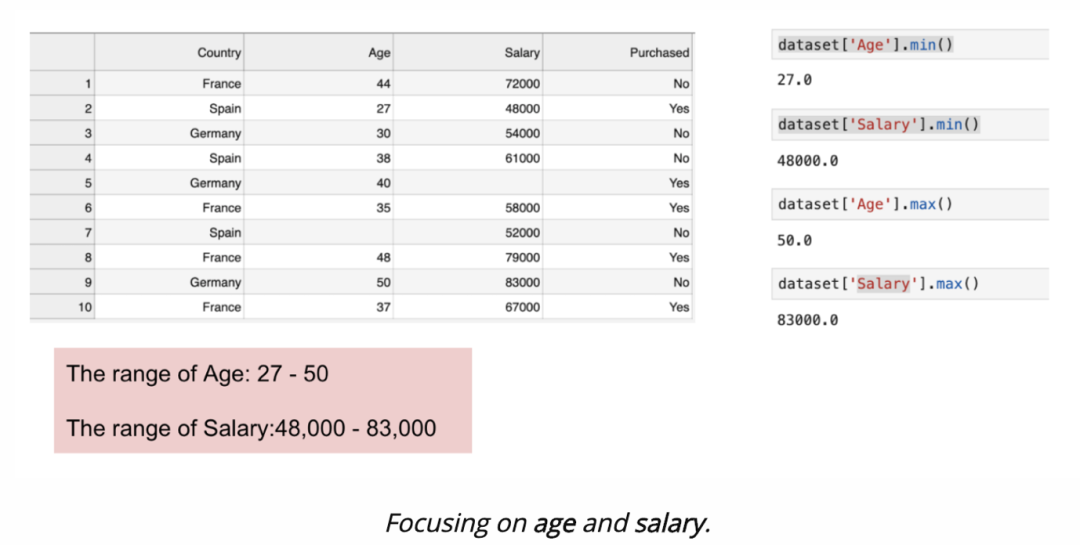 Country Age Salary Purchased
1 France 44 72000 No
2 Spain 27 48000 Yes
3 Germany 30 54000 No
4 Spain 38 61000 No
5 Germany 40 Yes
6 France 35 58000 Yes
7 Spain 52000 No
8 France 48 79000 Yes
9 Germany 50 83000 No
10 France 37 67000 Yes
dataset['Age'].min()
27.0
dataset['Salary'].min()
48000.0
dataset['Age'].max()
50.0
dataset['Salary'].max()
83000.0
The range of Age: 27 - 50
The range of Salary:48,000 - 83,000
Focusing on age and salary.